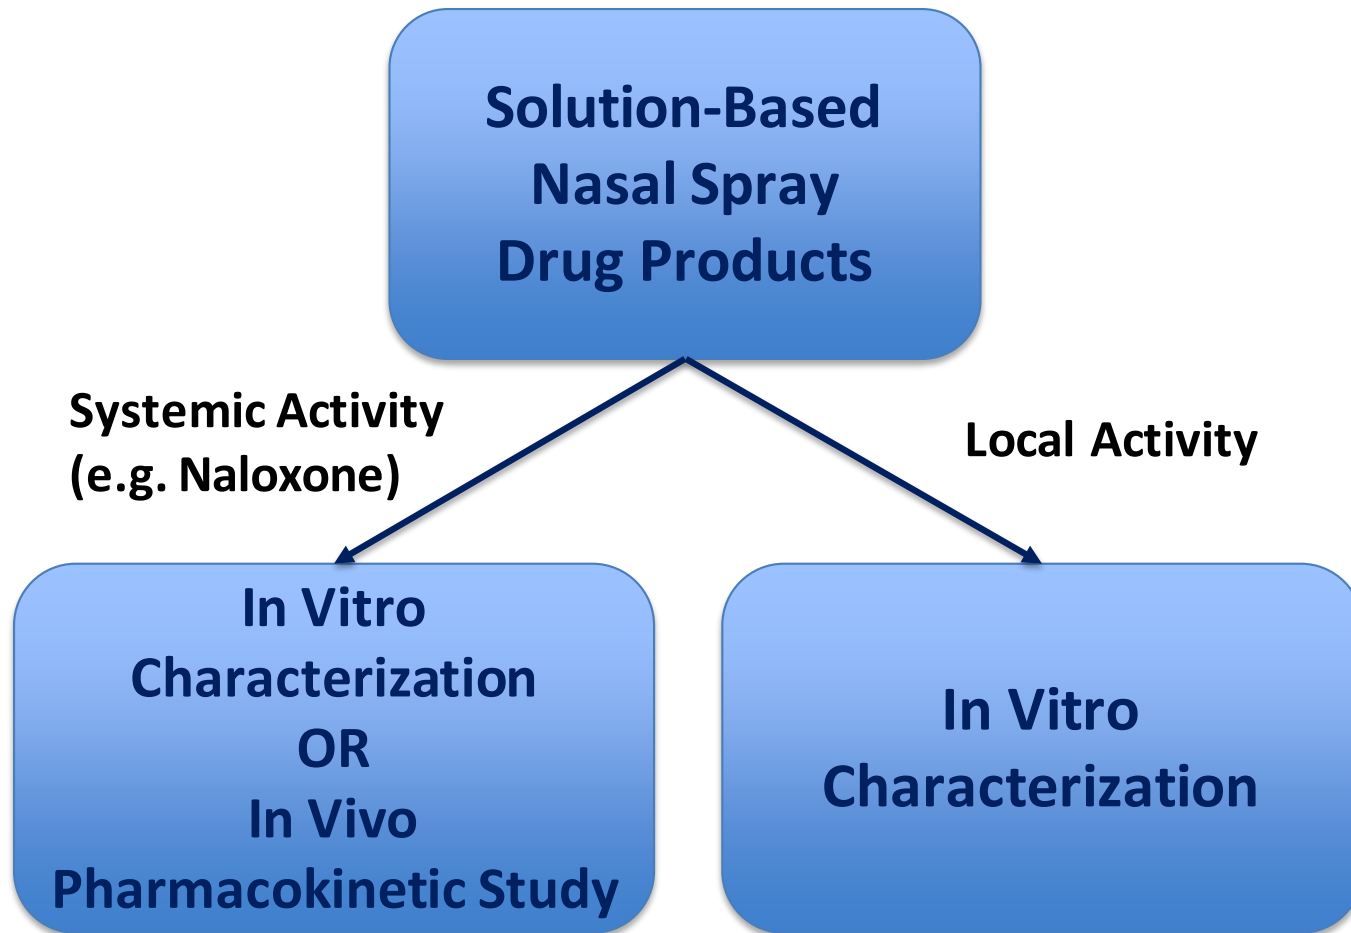 Solution-Based
Nasal Spray
Drug Products
Systemic Activity
(e.g. Naloxone)
Local Activity
In Vitro
Characterization
OR
In Vivo
Pharmacokinetic Study
In Vitro
Characterization